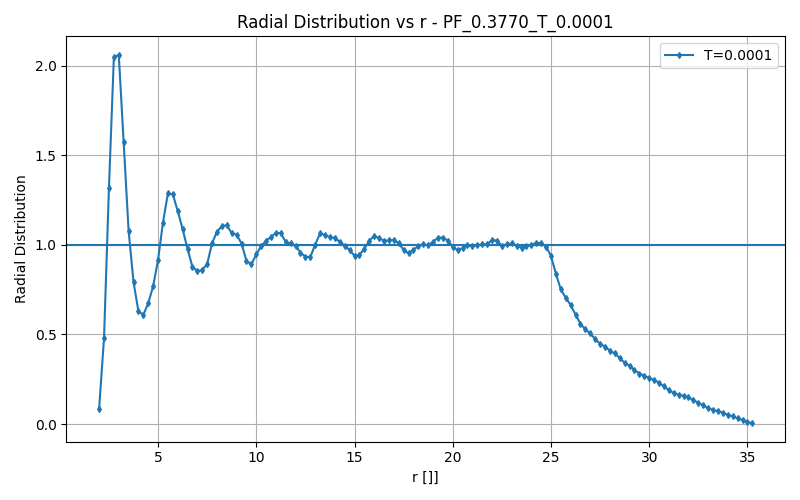 Radial Distribution vs r - PF_0.3770_T_0.0001
T=0.0001
Radial Distribution
2.0
1.5
1.0
0.5
0.0
5 10 15 20 25 30 35
r []]